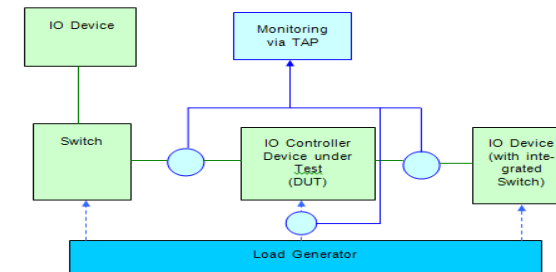 IO Device
Monitoring
via TAP
Switch
IO Controller
Device under
Test
(DUT)
IO Device
(with inte-
grated
Switch)
Load Generator